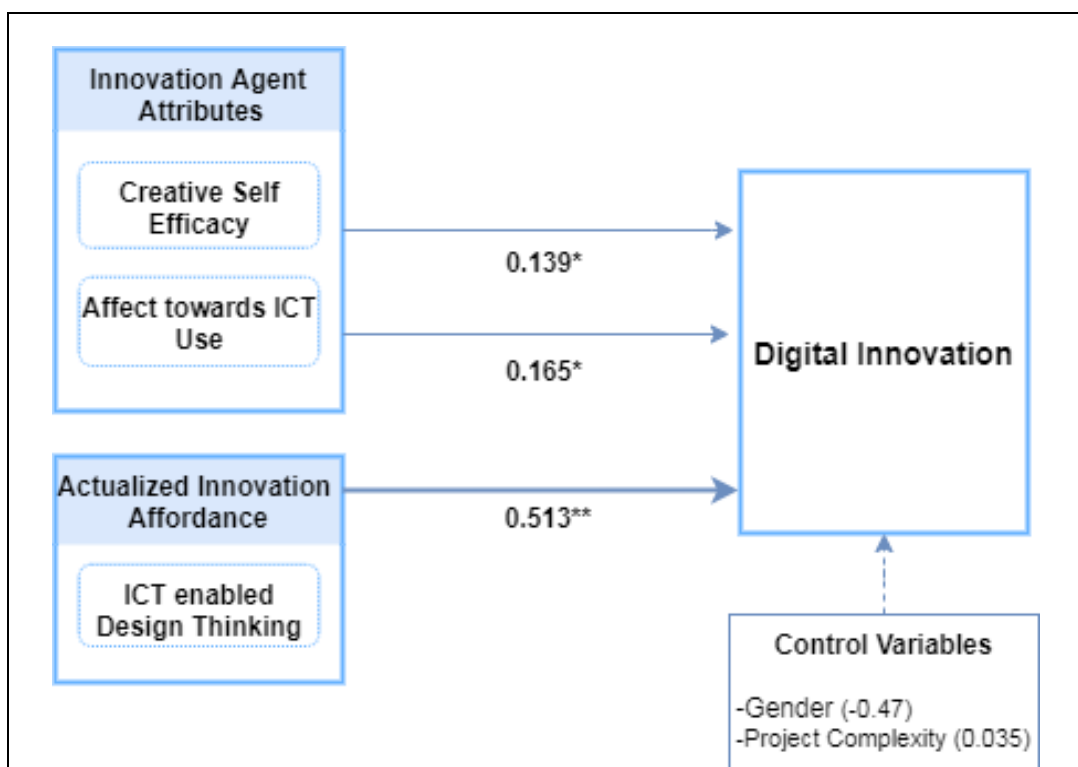 Innovation Agent
Attributes
Creative Self
Efficacy
Affect towards ICT
Use
0.139*
0.165*
Digital Innovation
Actualized Innovation
Affordance
0.513**
ICT enabled
Design Thinking
Control Variables
-Gender (-0.47)
-Project Complexity (0.035)